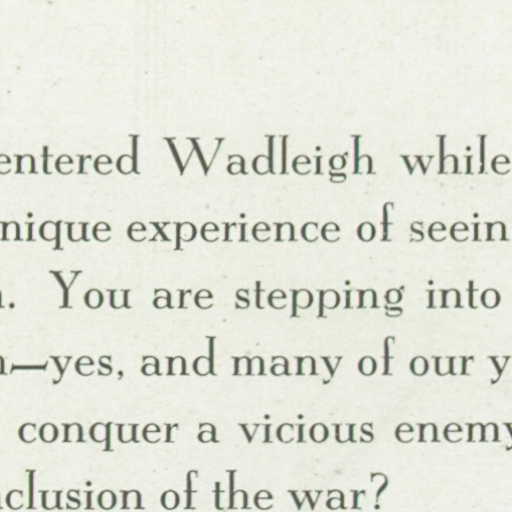 entered Wadleigh while
nique experience of seein
. You are stepping into
—yes, and many of our y
conquer a vicious enemy
clusion of the war?